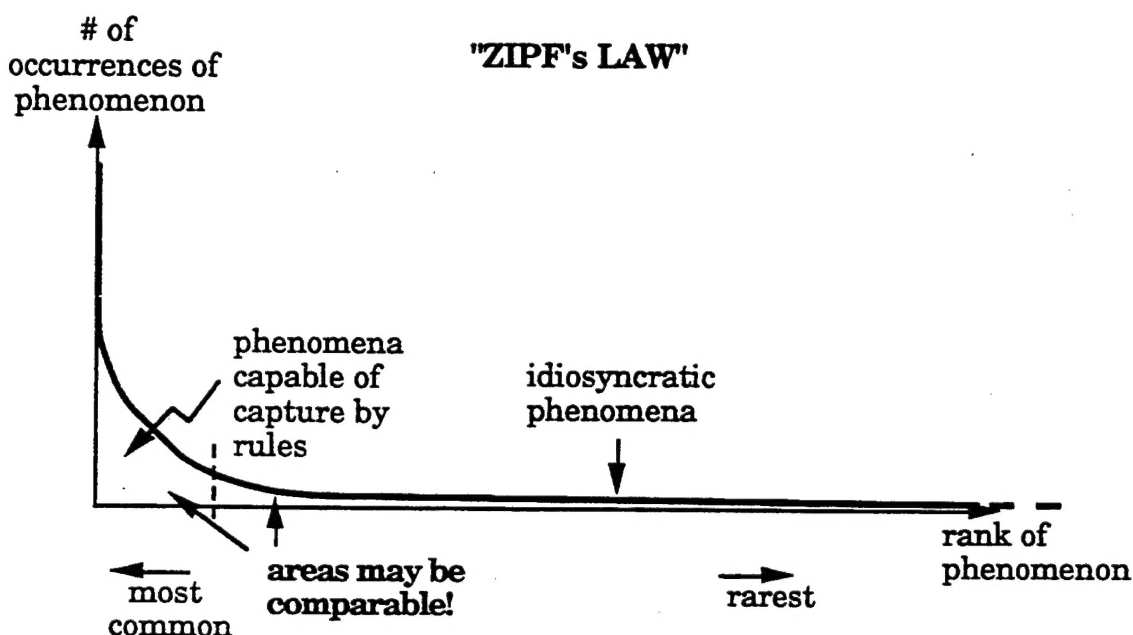 # of
occurrences of
phenomenon
"ZIPF's LAW"
phenomena
capable of
capture by
rules
idiosyncratic
phenomena
rank of
phenomenon
areas may be
comparable!
most
common
rarest